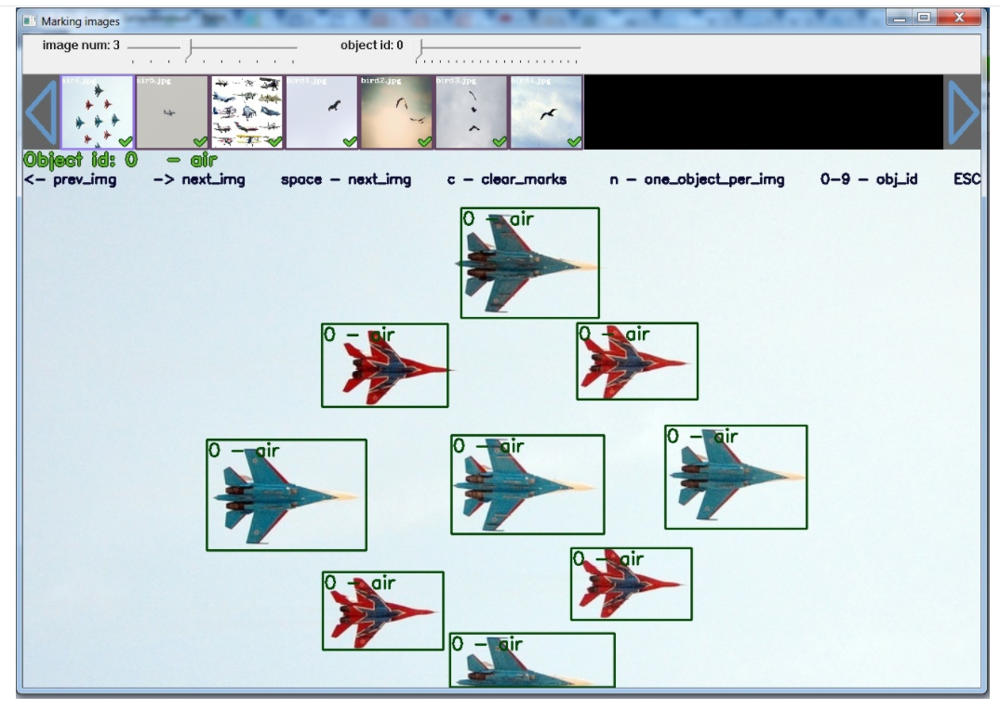 Marking images
image num: 3 object id: 0
air4.jpg air5.jpg bird1.jpg bird2.jpg bird3.jpg bird4.jpg
Object id: 0 - air
<- prev_img -> next_img space - next_img c - clear_marks n - one_object_per_img 0-9 - obj_id ESC
0 - air
0 - air
0 - air
0 - air
0 - air
0 - air
0 - air
0 - air
0 - air